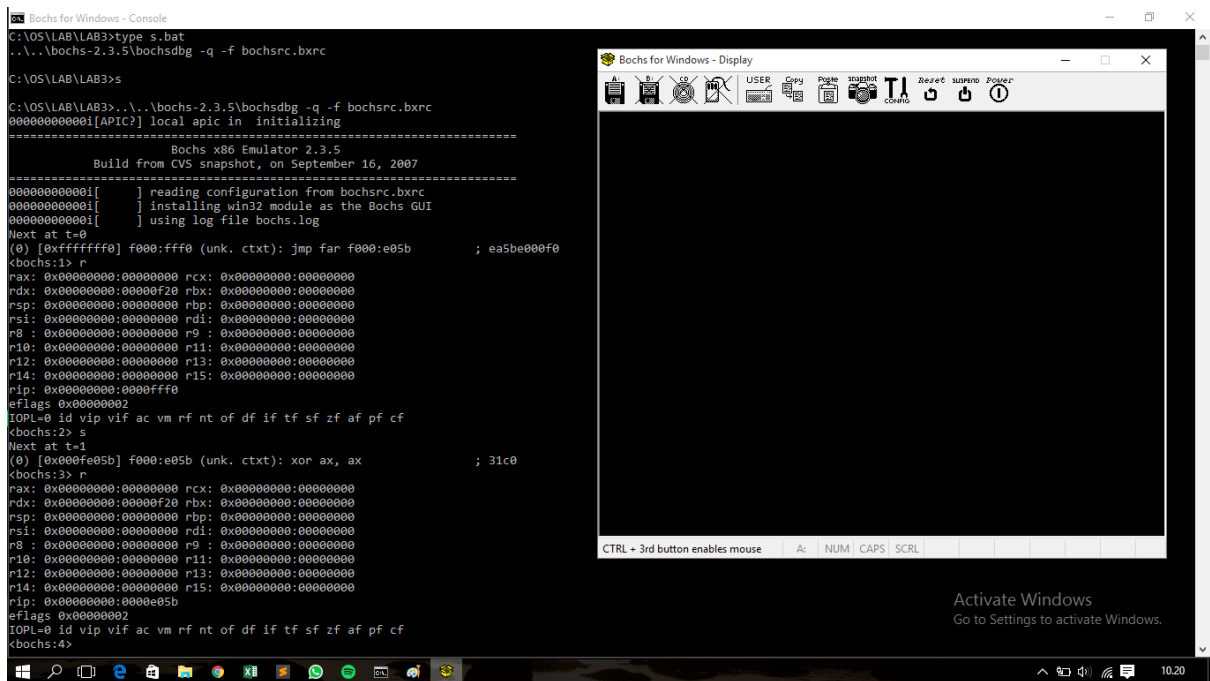 Bochs for Windows - Console
C:\OS\LAB\LAB3>type s.bat
..\..\bochs-2.3.5\bochsdbg -q -f bochsrc.bxrc
C:\OS\LAB\LAB3>s
C:\OS\LAB\LAB3>..\..\bochs-2.3.5\bochsdbg -q -f bochsrc.bxrc
00000000000i[APIC?] local apic in  initializing
========================================================================
Bochs x86 Emulator 2.3.5
Build from CVS snapshot, on September 16, 2007
========================================================================
00000000000i[     ] reading configuration from bochsrc.bxrc
00000000000i[     ] installing win32 module as the Bochs GUI
00000000000i[     ] using log file bochs.log
Next at t=0
(0) [0xfffffff0] f000:fff0 (unk. ctxt): jmp far f000:e05b         ; ea5be000f0
<bochs:1> r
rax: 0x00000000:00000000 rcx: 0x00000000:00000000
rdx: 0x00000000:00000f20 rbx: 0x00000000:00000000
rsp: 0x00000000:00000000 rbp: 0x00000000:00000000
rsi: 0x00000000:00000000 rdi: 0x00000000:00000000
r8 : 0x00000000:00000000 r9 : 0x00000000:00000000
r10: 0x00000000:00000000 r11: 0x00000000:00000000
r12: 0x00000000:00000000 r13: 0x00000000:00000000
r14: 0x00000000:00000000 r15: 0x00000000:00000000
rip: 0x00000000:0000fff0
eflags 0x00000002
IOPL=0 id vip vif ac vm rf nt of df if tf sf zf af pf cf
<bochs:2> s
Next at t=1
(0) [0x000fe05b] f000:e05b (unk. ctxt): xor ax, ax                ; 31c0
<bochs:3> r
rax: 0x00000000:00000000 rcx: 0x00000000:00000000
rdx: 0x00000000:00000f20 rbx: 0x00000000:00000000
rsp: 0x00000000:00000000 rbp: 0x00000000:00000000
rsi: 0x00000000:00000000 rdi: 0x00000000:00000000
r8 : 0x00000000:00000000 r9 : 0x00000000:00000000
r10: 0x00000000:00000000 r11: 0x00000000:00000000
r12: 0x00000000:00000000 r13: 0x00000000:00000000
r14: 0x00000000:00000000 r15: 0x00000000:00000000
rip: 0x00000000:0000e05b
eflags 0x00000002
IOPL=0 id vip vif ac vm rf nt of df if tf sf zf af pf cf
<bochs:4>
Bochs for Windows - Display
A: B: CD USER Copy Paste snapshot CONFIG Reset SUSPEND Power
CTRL + 3rd button enables mouse A: NUM CAPS SCRL
Activate Windows
Go to Settings to activate Windows.
10.20